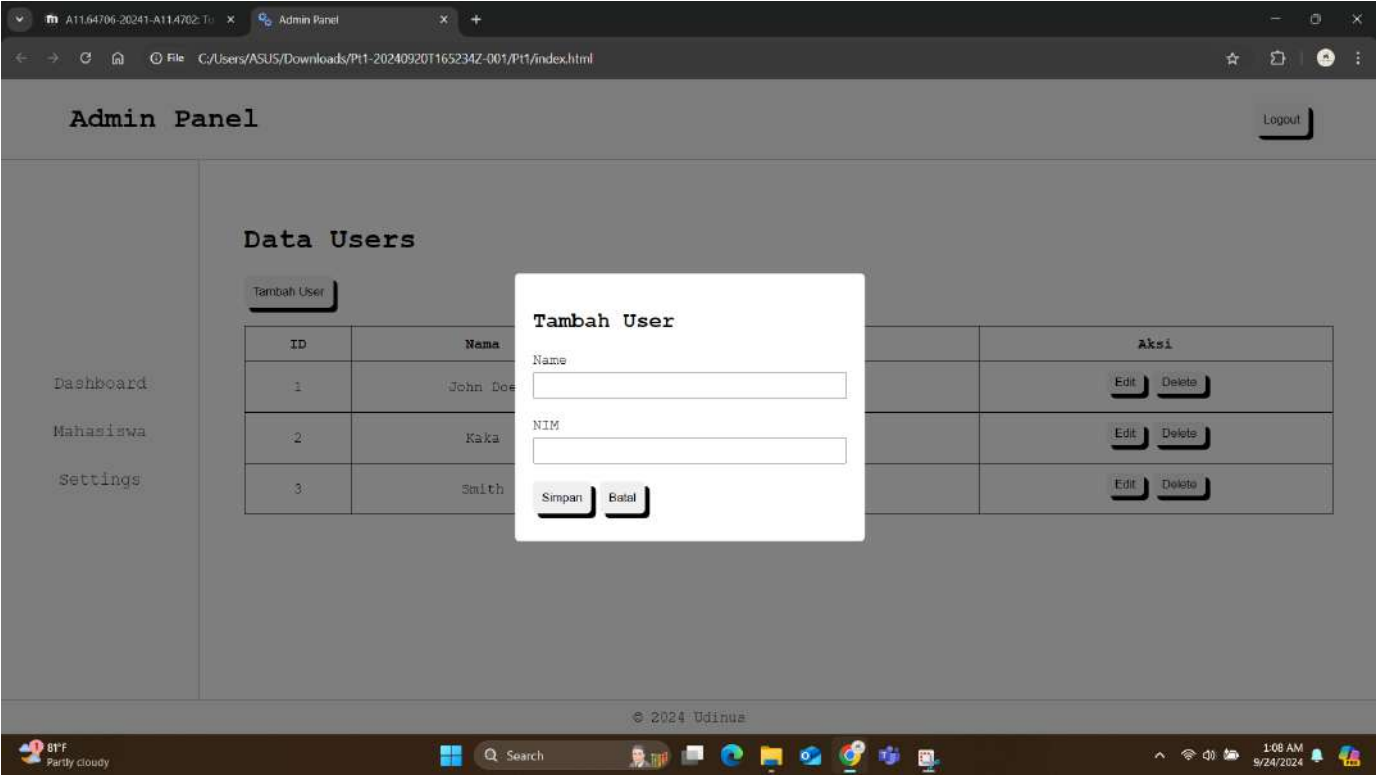 A11.64706-20241-A11.4702: Tu
Admin Panel
File C:/Users/ASUS/Downloads/Pt1-20240920T165234Z-001/Pt1/index.html
Admin Panel
Logout
Data Users
Tambah User
ID Nama Aksi
1 John Doe Edit Delete
2 Kaka Edit Delete
3 Smith Edit Delete
Dashboard
Mahasiswa
Settings
Tambah User
Name
NIM
Simpan Batal
© 2024 Udinus
1
81°F
Partly cloudy
Search
1:08 AM
9/24/2024